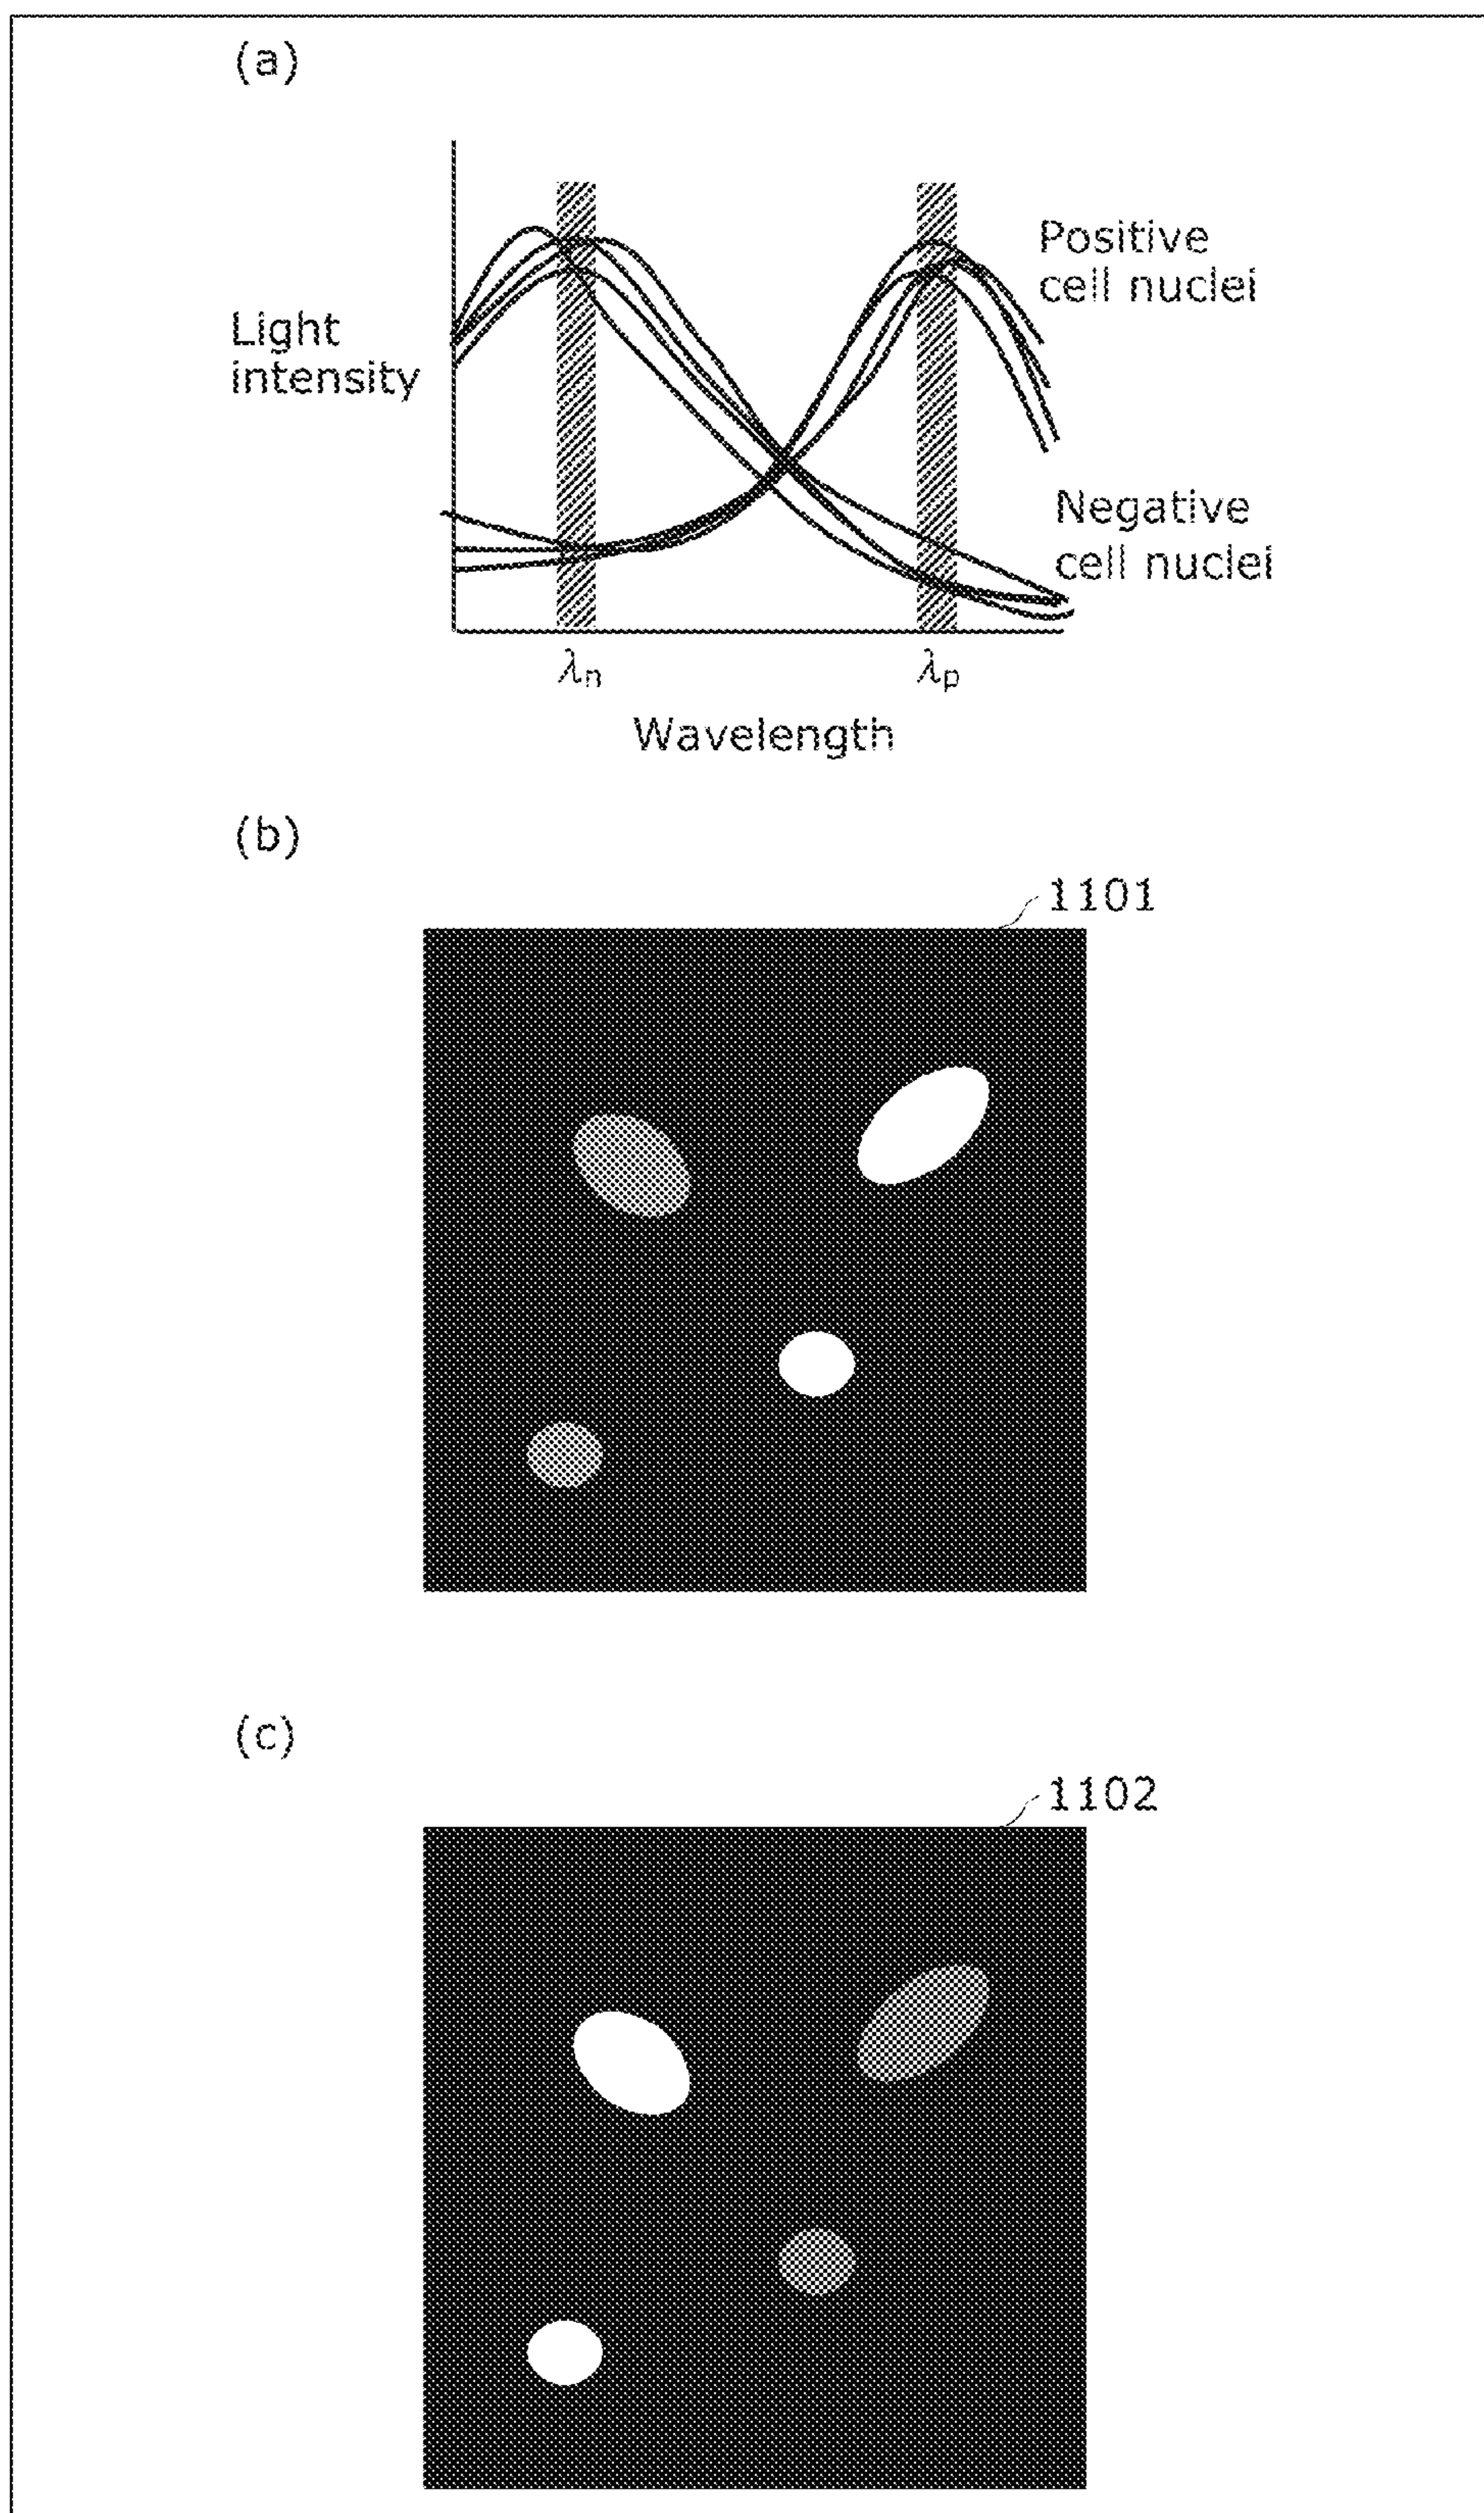 (a)
Light
intensity
Positive
cell nuclei
Negative
cell nuclei
λn
λp
Wavelength
(b)
1101
(c)
1102